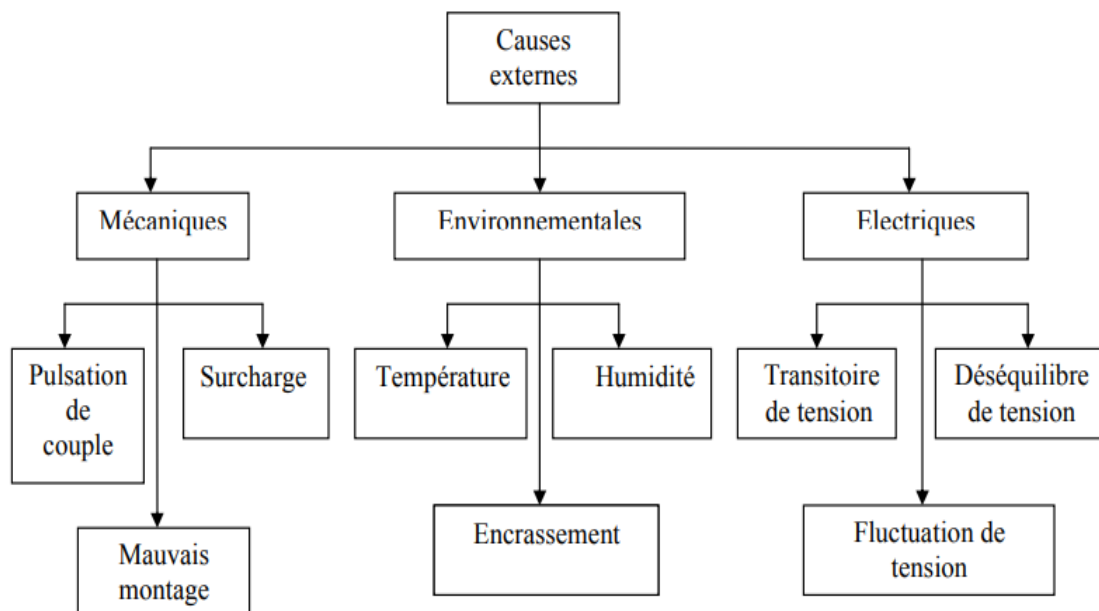 Causes
externes
Mécaniques
Environnementales
Electriques
Pulsation
de
couple
Surcharge
Température
Humidité
Transitoire
de tension
Déséquilibre
de tension
Mauvais
montage
Encrassement
Fluctuation de
tension